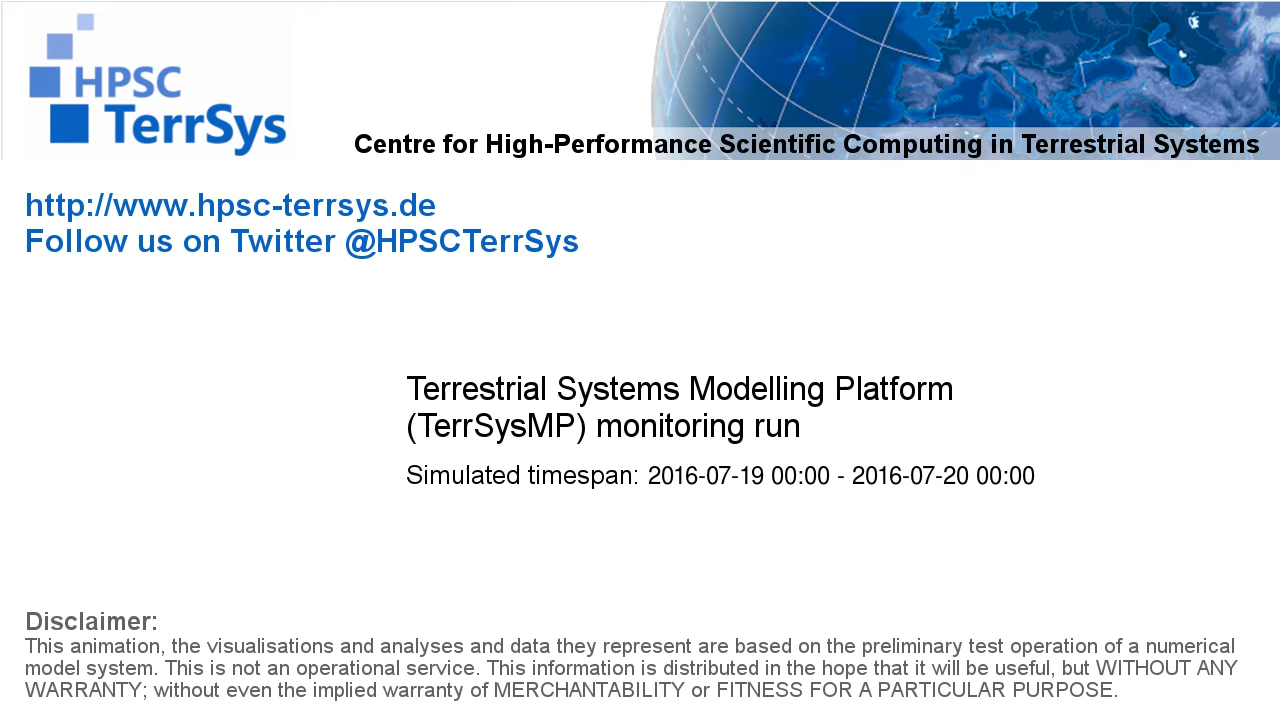 HPSC
TerrSys
Centre for High-Performance Scientific Computing in Terrestrial Systems
http://www.hpsc-terrsys.de
Follow us on Twitter @HPSCTerrSys
Terrestrial Systems Modelling Platform
(TerrSysMP) monitoring run
Simulated timespan: 2016-07-19 00:00 - 2016-07-20 00:00
Disclaimer:
This animation, the visualisations and analyses and data they represent are based on the preliminary test operation of a numerical
model system. This is not an operational service. This information is distributed in the hope that it will be useful, but WITHOUT ANY
WARRANTY; without even the implied warranty of MERCHANTABILITY or FITNESS FOR A PARTICULAR PURPOSE.